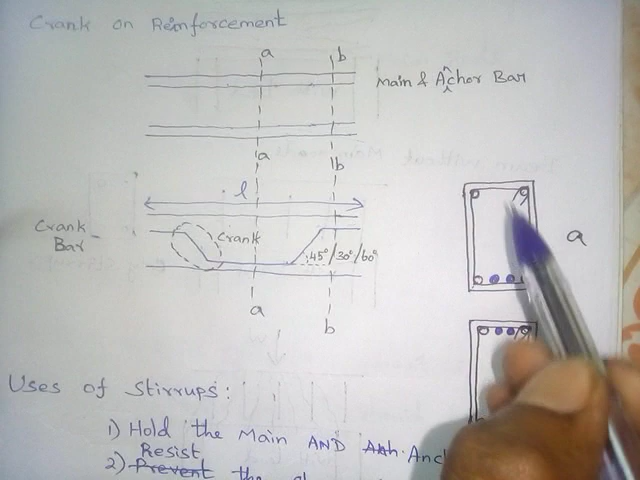 Crank on Reinforcement
a b
Main & Anchor Bar
a b
l
Crank
Bar
Crank
45°/30°/60°
a
a
b
Uses of Stirrups:
1) Hold the Main AND Anh. Anc
Resist
2) Prevent the